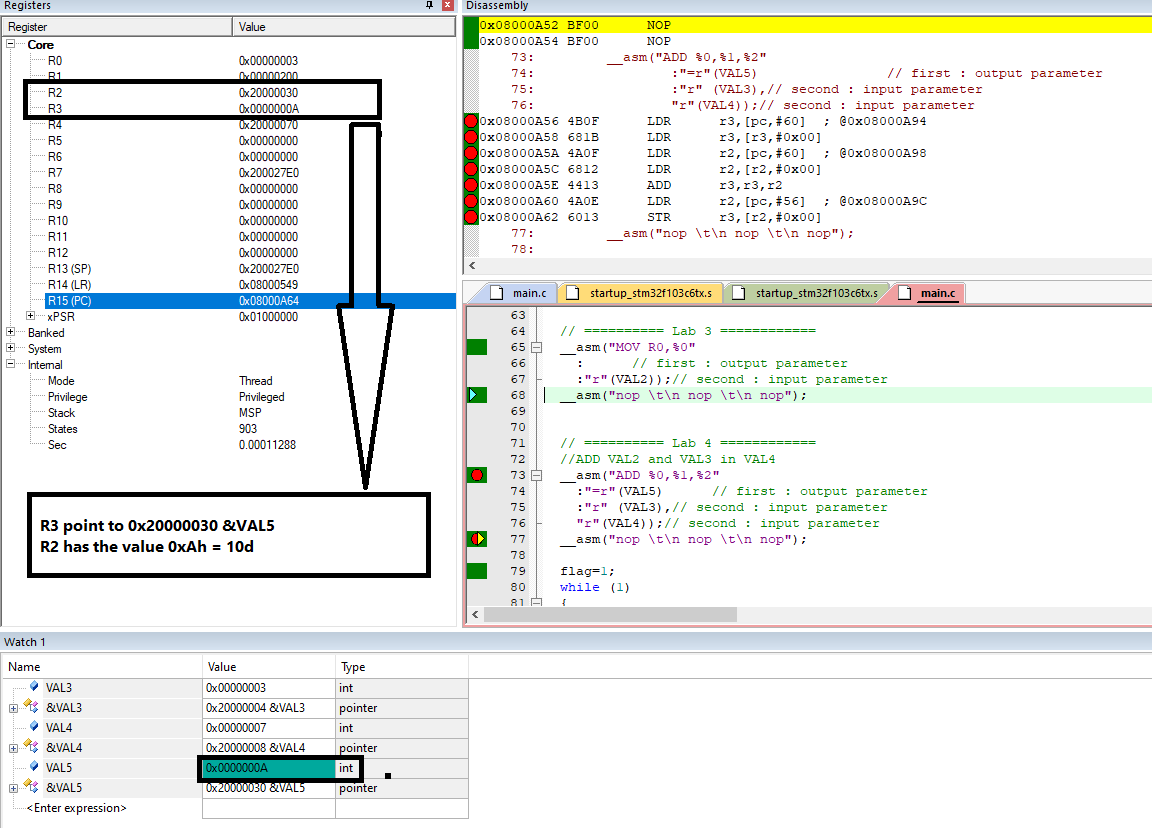 Registers
Register Value
Core
R0 0x00000003
R1 0x00000200
R2 0x20000030
R3 0x0000000A
R4 0x20000070
R5 0x00000000
R6 0x00000000
R7 0x200027E0
R8 0x00000000
R9 0x00000000
R10 0x00000000
R11 0x00000000
R12 0x00000000
R13 (SP) 0x200027E0
R14 (LR) 0x08000549
R15 (PC) 0x08000A64
xPSR 0x01000000
Banked
System
Internal
Mode Thread
Privilege Privileged
Stack MSP
States 903
Sec 0.00011288
R3 point to 0x20000030 &VAL5
R2 has the value 0xAh = 10d
Disassembly
0x08000A52 BF00 NOP
0x08000A54 BF00 NOP
73: __asm("ADD %0,%1,%2"
74: :"=r"(VAL5) // first : output parameter
75: :"r" (VAL3),// second : input parameter
76: "r"(VAL4));// second : input parameter
0x08000A56 4B0F LDR r3,[pc,#60] ; @0x08000A94
0x08000A58 681B LDR r3,[r3,#0x00]
0x08000A5A 4A0F LDR r2,[pc,#60] ; @0x08000A98
0x08000A5C 6812 LDR r2,[r2,#0x00]
0x08000A5E 4413 ADD r3,r3,r2
0x08000A60 4A0E LDR r2,[pc,#56] ; @0x08000A9C
0x08000A62 6013 STR r3,[r2,#0x00]
77: __asm("nop \t\n nop \t\n nop");
78:
main.c startup_stm32f103c6tx.s startup_stm32f103c6tx.s main.c
63
64 // ========== Lab 3 ============
65 __asm("MOV R0,%0"
66 : // first : output parameter
67 :"r"(VAL2));// second : input parameter
68 __asm("nop \t\n nop \t\n nop");
69
70
71 // ========== Lab 4 ============
72 //ADD VAL2 and VAL3 in VAL4
73 __asm("ADD %0,%1,%2"
74 :"=r"(VAL5) // first : output parameter
75 :"r" (VAL3),// second : input parameter
76 "r"(VAL4));// second : input parameter
77 __asm("nop \t\n nop \t\n nop");
78
79 flag=1;
80 while (1)
81 {
Watch 1
Name Value Type
VAL3 0x00000003 int
&VAL3 0x20000004 &VAL3 pointer
VAL4 0x00000007 int
&VAL4 0x20000008 &VAL4 pointer
VAL5 0x0000000A int
&VAL5 0x20000030 &VAL5 pointer
<Enter expression>